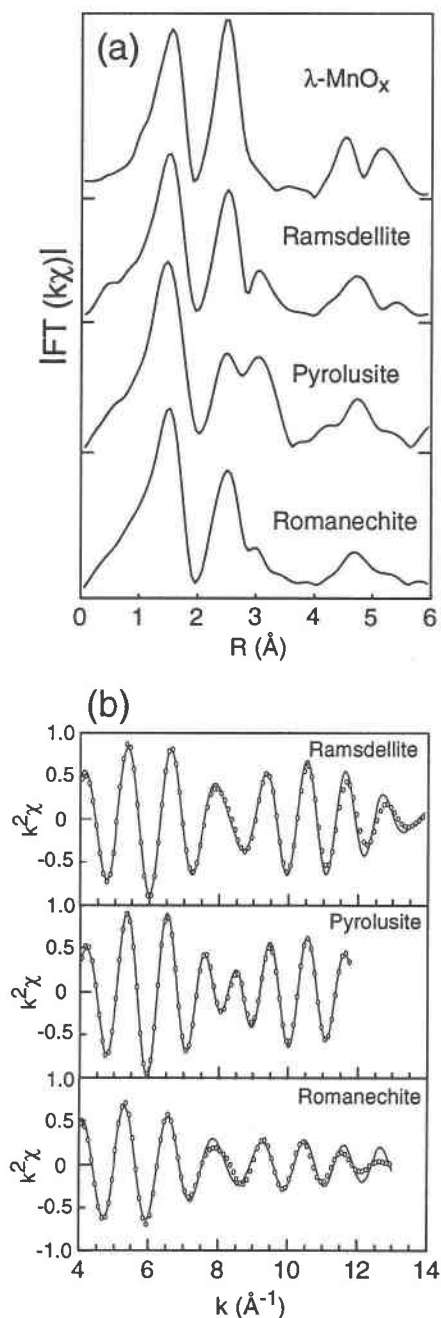 (a)
λ-MnOₓ
Ramsdellite
Pyrolusite
Romanechite
|FT (kχ)|
0 1 2 3 4 5 6
R (Å)
(b)
Ramsdellite
1.0
0.5
0
-0.5
k²χ
Pyrolusite
1.0
0.5
0
-0.5
k²χ
Romanechite
1.0
0.5
0
-0.5
-1.0
k²χ
4 6 8 10 12 14
k (Å⁻¹)